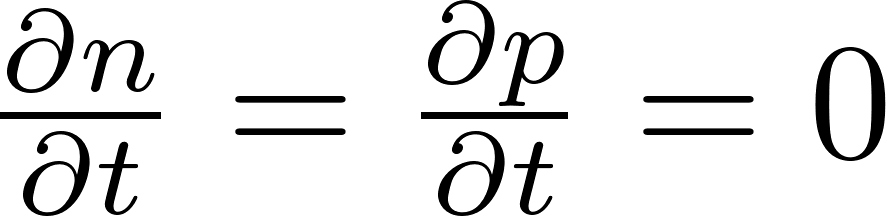 ∂n/∂t = ∂p/∂t = 0